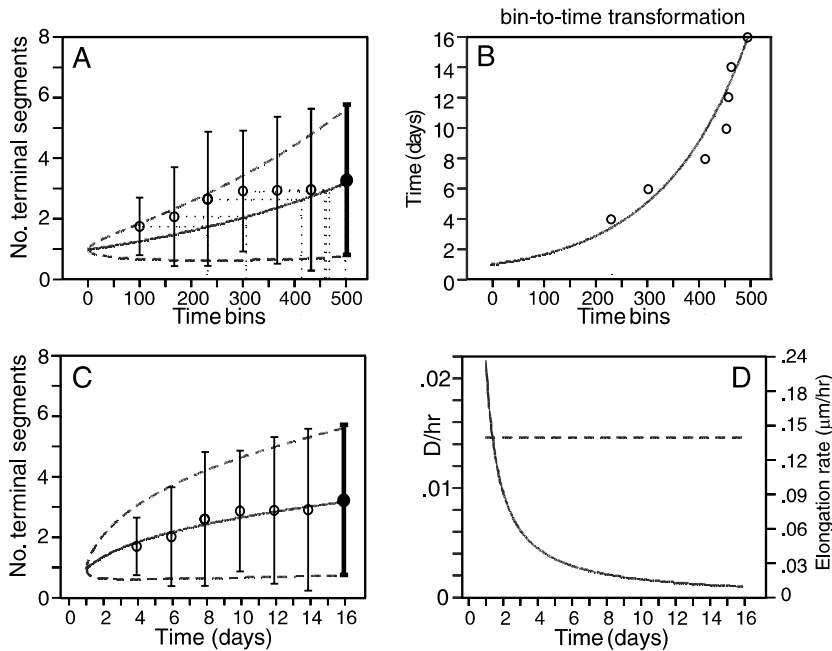 bin-to-time transformation
A
No. terminal segments
8
6
4
2
0
0 100 200 300 400 500
Time bins
B
Time (days)
16
14
12
10
8
6
4
2
0
0 100 200 300 400 500
Time bins
C
No. terminal segments
8
6
4
2
0
0 2 4 6 8 10 12 14 16
Time (days)
D
D/hr
.02
.01
0
0 2 4 6 8 10 12 14 16
Time (days)
.24
.18
.15
.12
.09
.06
.03
0
Elongation rate (µm/hr)